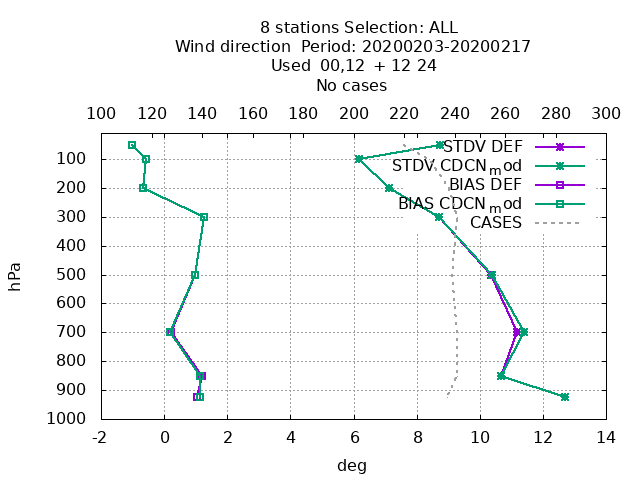 8 stations Selection: ALL
Wind direction  Period: 20200203-20200217
Used  00,12  + 12 24
No cases
100 120 140 160 180 200 220 240 260 280 300
STDV DEF
STDV CDCNmod
BIAS DEF
BIAS CDCNmod
CASES
100
200
300
400
500
600
700
800
900
1000
hPa
-2 0 2 4 6 8 10 12 14
deg